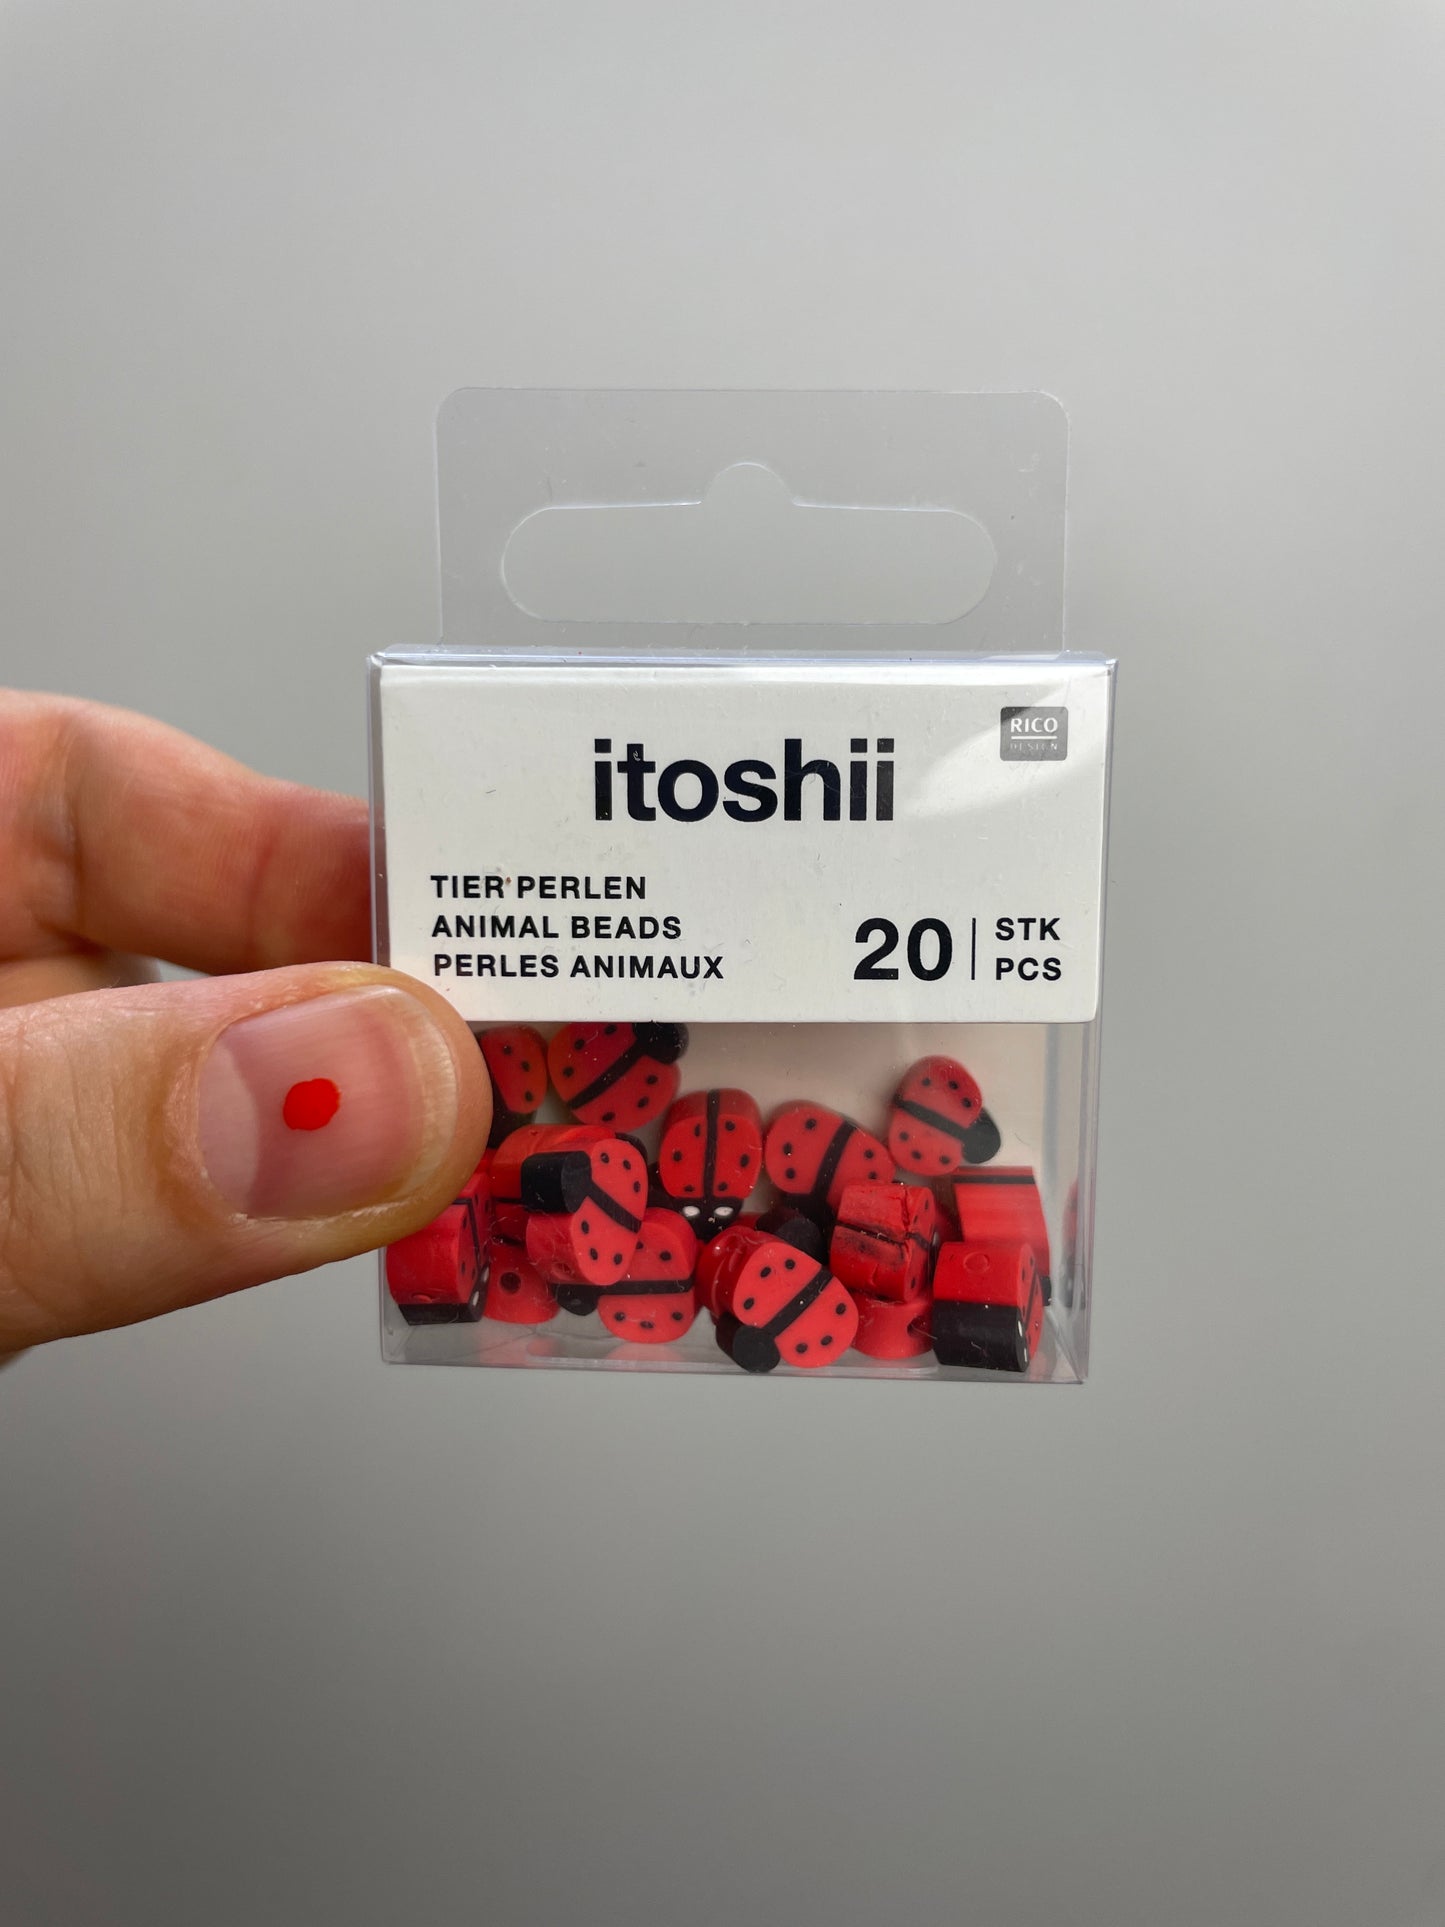 RICO
DESIGN
itoshii
TIER PERLEN
ANIMAL BEADS
PERLES ANIMAUX
20 STK
PCS